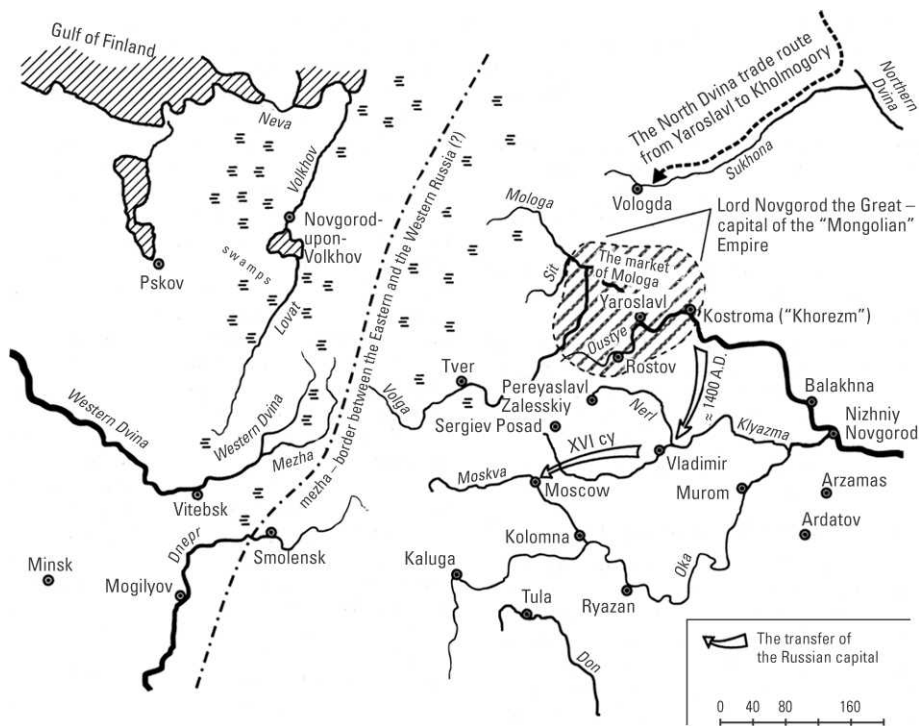 Gulf of Finland
Neva
Volkhov
Novgorod-
upon-
Volkhov
Pskov
swamps
Lovat
mezha – border between the Eastern and the Western Russia (?)
The North Dvina trade route
from Yaroslavl to Kholmogory
Northern
Dvina
Sukhona
Vologda
Lord Novgorod the Great –
capital of the "Mongolian"
Empire
Mologa
Sit
The market
of Mologa
Yaroslavl
Kostroma ("Khorezm")
Oustye
Rostov
Tver
Volga
Pereyaslavl
Zalesskiy
Sergiev Posad
Nerl
≈ 1400 A.D.
Balakhna
Nizhniy
Novgorod
Klyazma
Western Dvina
Western Dvina
Mezha
Vitebsk
XVI cy
Vladimir
Moskva
Moscow
Murom
Arzamas
Ardatov
Dnepr
Smolensk
Minsk
Mogilyov
Kolomna
Kaluga
Oka
Ryazan
Tula
Don
The transfer of
the Russian capital
0 40 80 160